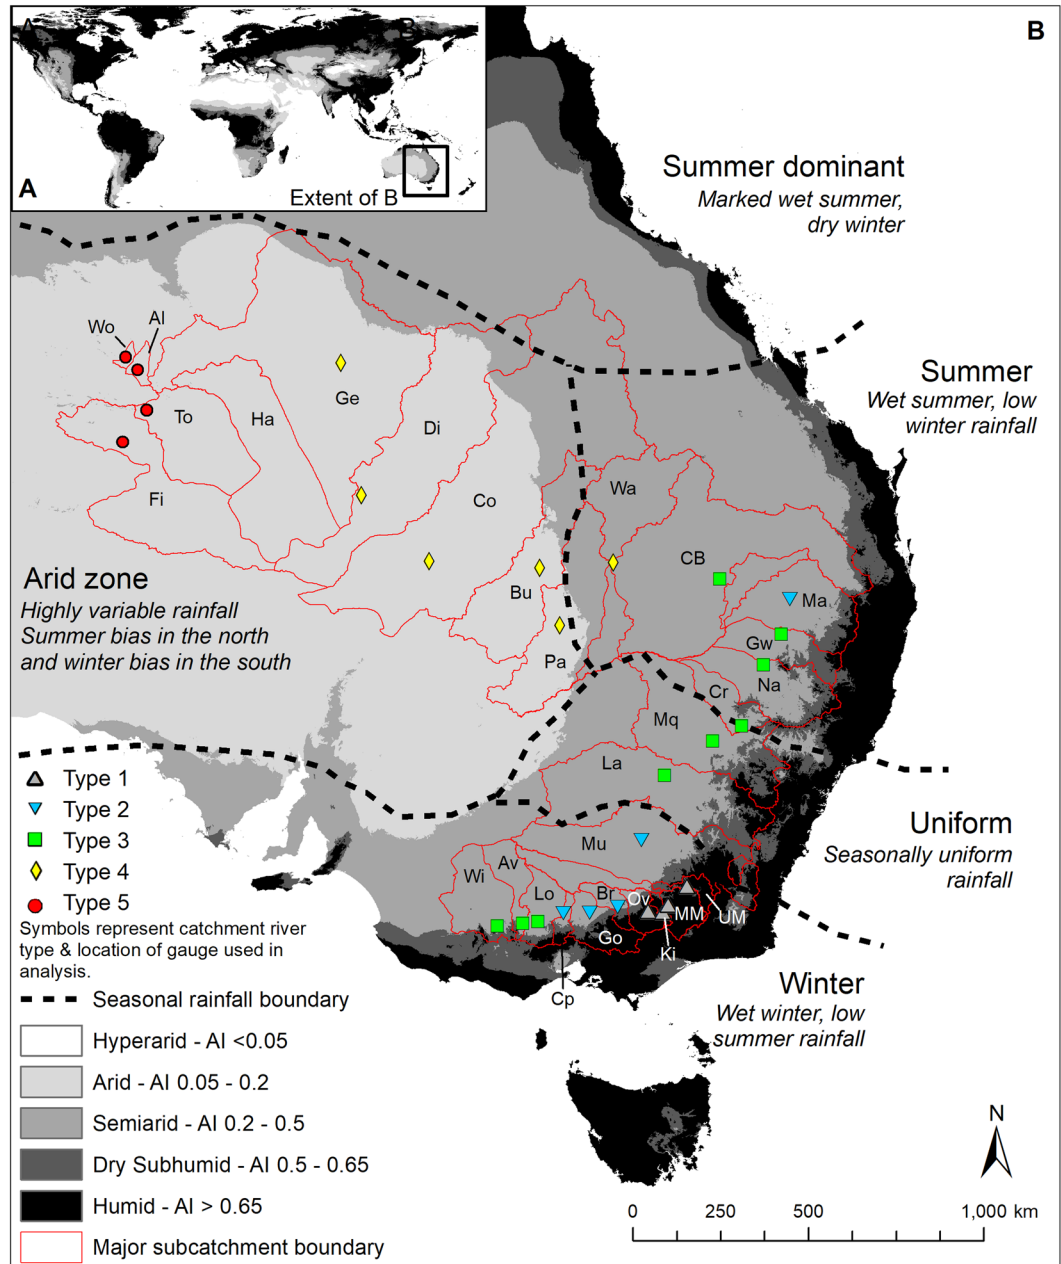 A
B
B
A
Extent of B
Summer dominant
Marked wet summer,
dry winter
Summer
Wet summer, low
winter rainfall
Wo
Al
To
Ha
Ge
Di
Fi
Co
Wa
CB
Ma
Bu
Gw
Pa
Na
Cr
Mq
La
Arid zone
Highly variable rainfall
Summer bias in the north
and winter bias in the south
Uniform
Seasonally uniform
rainfall
Mu
Av
Wi
Lo
Br
Ov
MM
UM
Go
Ki
Cp
Winter
Wet winter, low
summer rainfall
Type 1
Type 2
Type 3
Type 4
Type 5
Symbols represent catchment river
type & location of gauge used in
analysis.
Seasonal rainfall boundary
Hyperarid - AI <0.05
Arid - AI 0.05 - 0.2
Semiarid - AI 0.2 - 0.5
Dry Subhumid - AI 0.5 - 0.65
Humid - AI > 0.65
Major subcatchment boundary
N
0 250 500 1,000 km